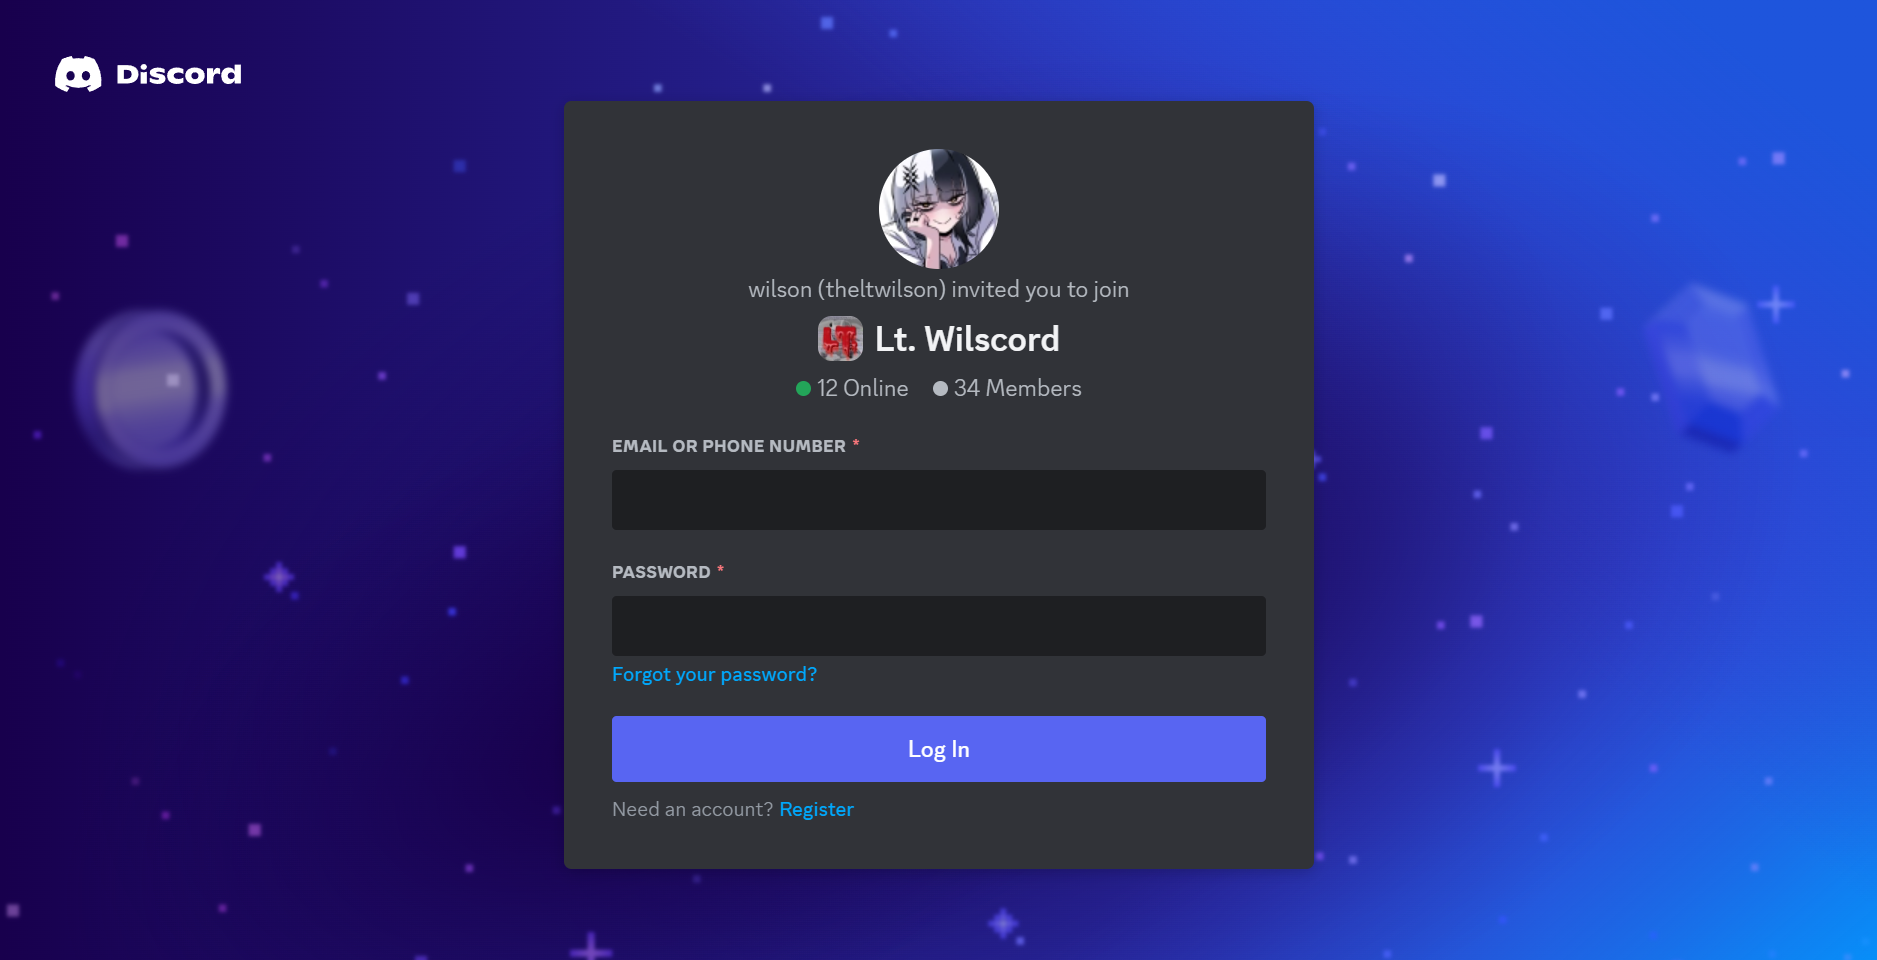 Discord
wilson (theltwilson) invited you to join
LT
Lt. Wilscord
12 Online 34 Members
EMAIL OR PHONE NUMBER *
PASSWORD *
Forgot your password?
Log In
Need an account? Register